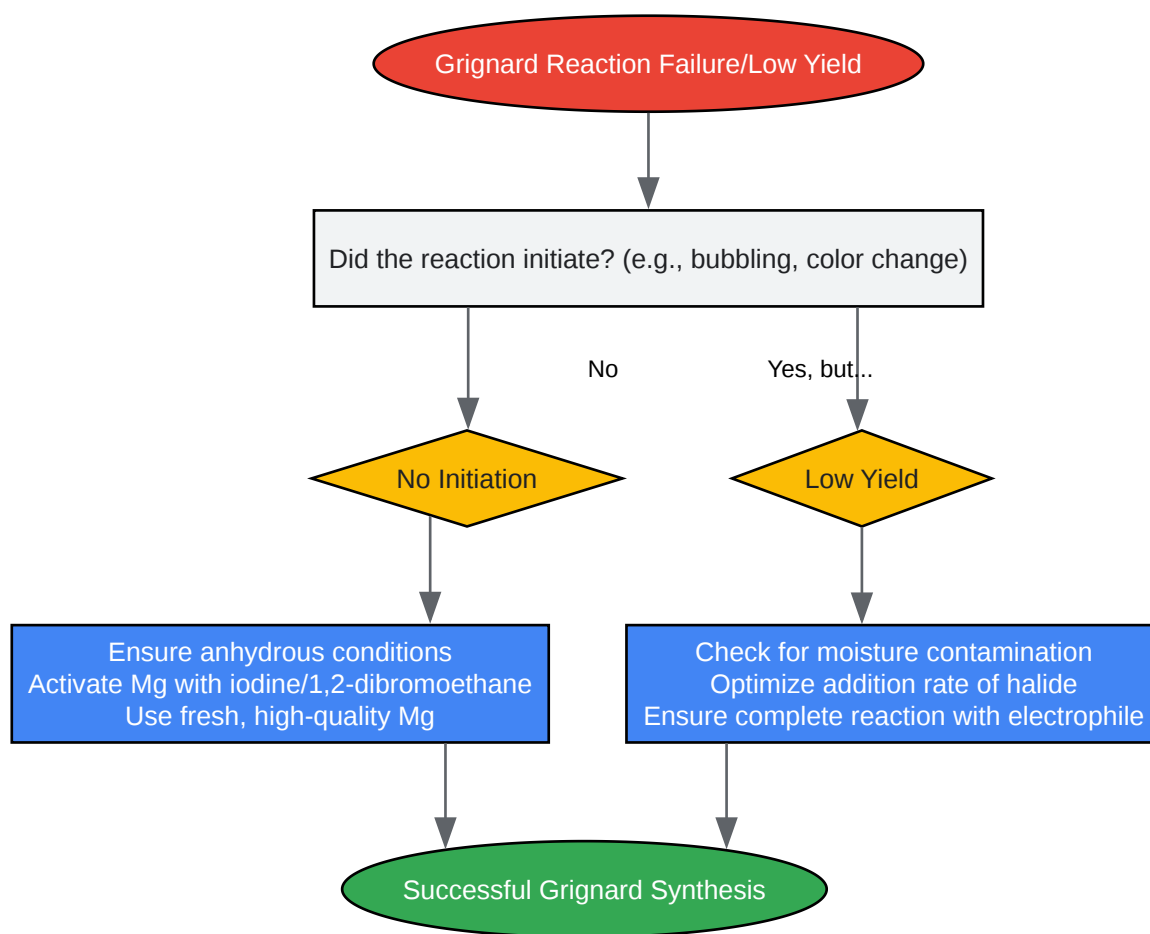 Grignard Reaction Failure/Low Yield
Did the reaction initiate? (e.g., bubbling, color change)
No
Yes, but...
No Initiation
Low Yield
Ensure anhydrous conditions
Activate Mg with iodine/1,2-dibromoethane
Use fresh, high-quality Mg
Check for moisture contamination
Optimize addition rate of halide
Ensure complete reaction with electrophile
Successful Grignard Synthesis